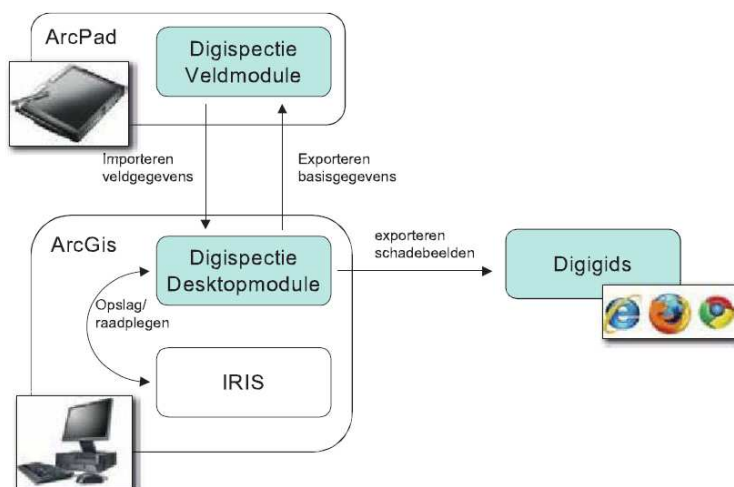 ArcPad
Digispectie
Veldmodule
Importeren
veldgegevens
Exporteren
basisgegevens
ArcGis
Digispectie
Desktopmodule
exporteren
schadebeelden
Digigids
Opslag/
raadplegen
IRIS